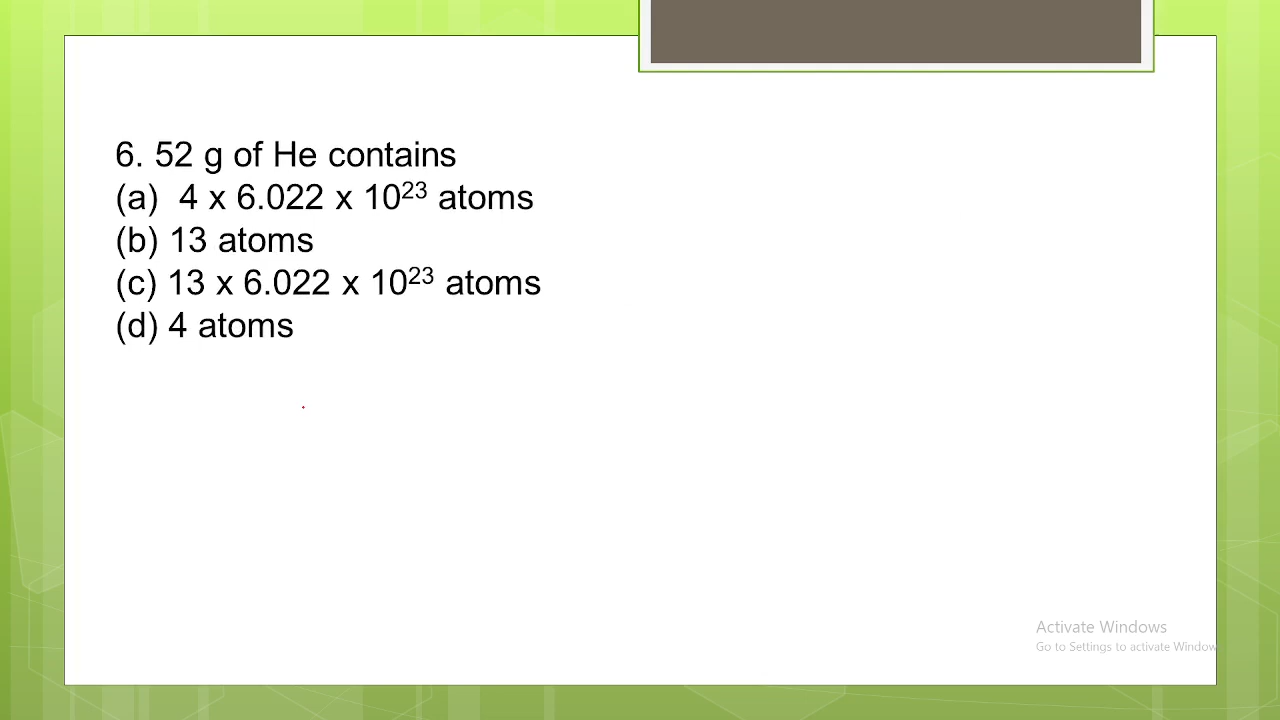 6. 52 g of He contains
(a) 4 x 6.022 x 10²³ atoms
(b) 13 atoms
(c) 13 x 6.022 x 10²³ atoms
(d) 4 atoms
Activate Windows
Go to Settings to activate Window